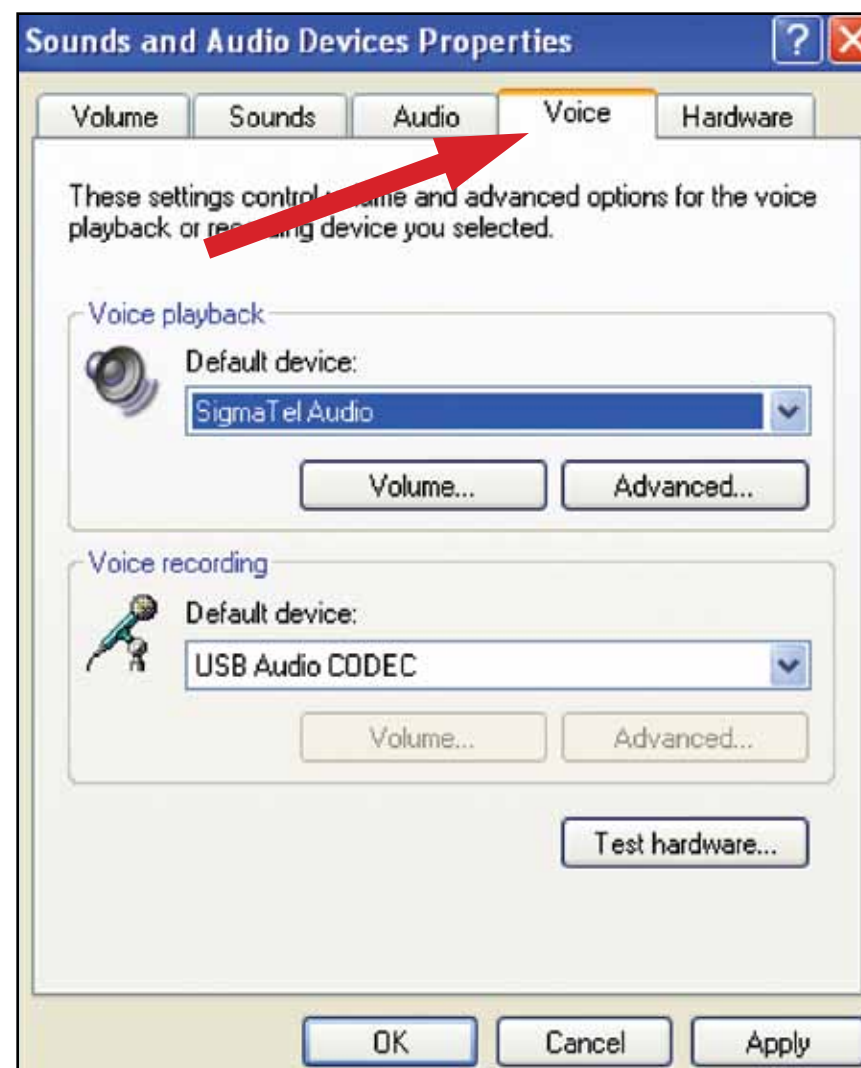 Sounds and Audio Devices Properties
Volume Sounds Audio Voice Hardware
These settings control volume and advanced options for the voice
playback or recording device you selected.
Voice playback
Default device:
SigmaTel Audio
Volume... Advanced...
Voice recording
Default device:
USB Audio CODEC
Volume... Advanced...
Test hardware...
OK Cancel Apply